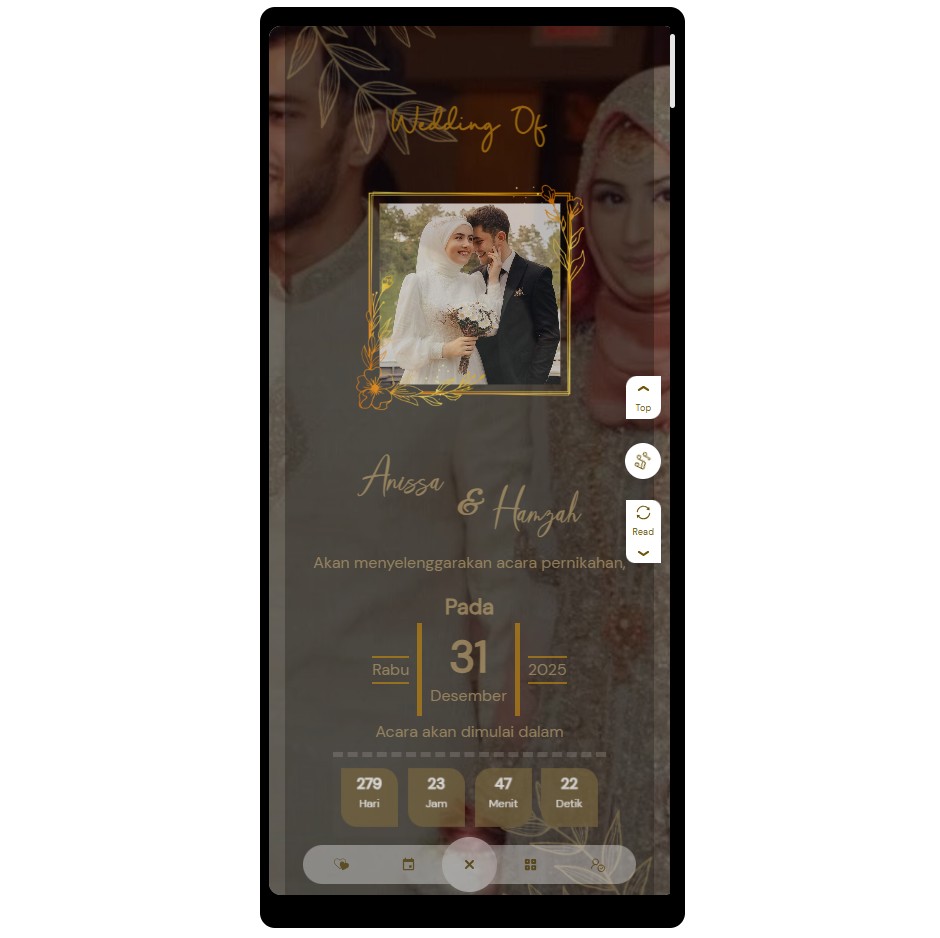 Wedding Of
Anissa
& Hamzah
Akan menyelenggarakan acara pernikahan,
Pada
Rabu
31
Desember
2025
Acara akan dimulai dalam
279 23 47 22
Hari Jam Menit Detik
Top
Read